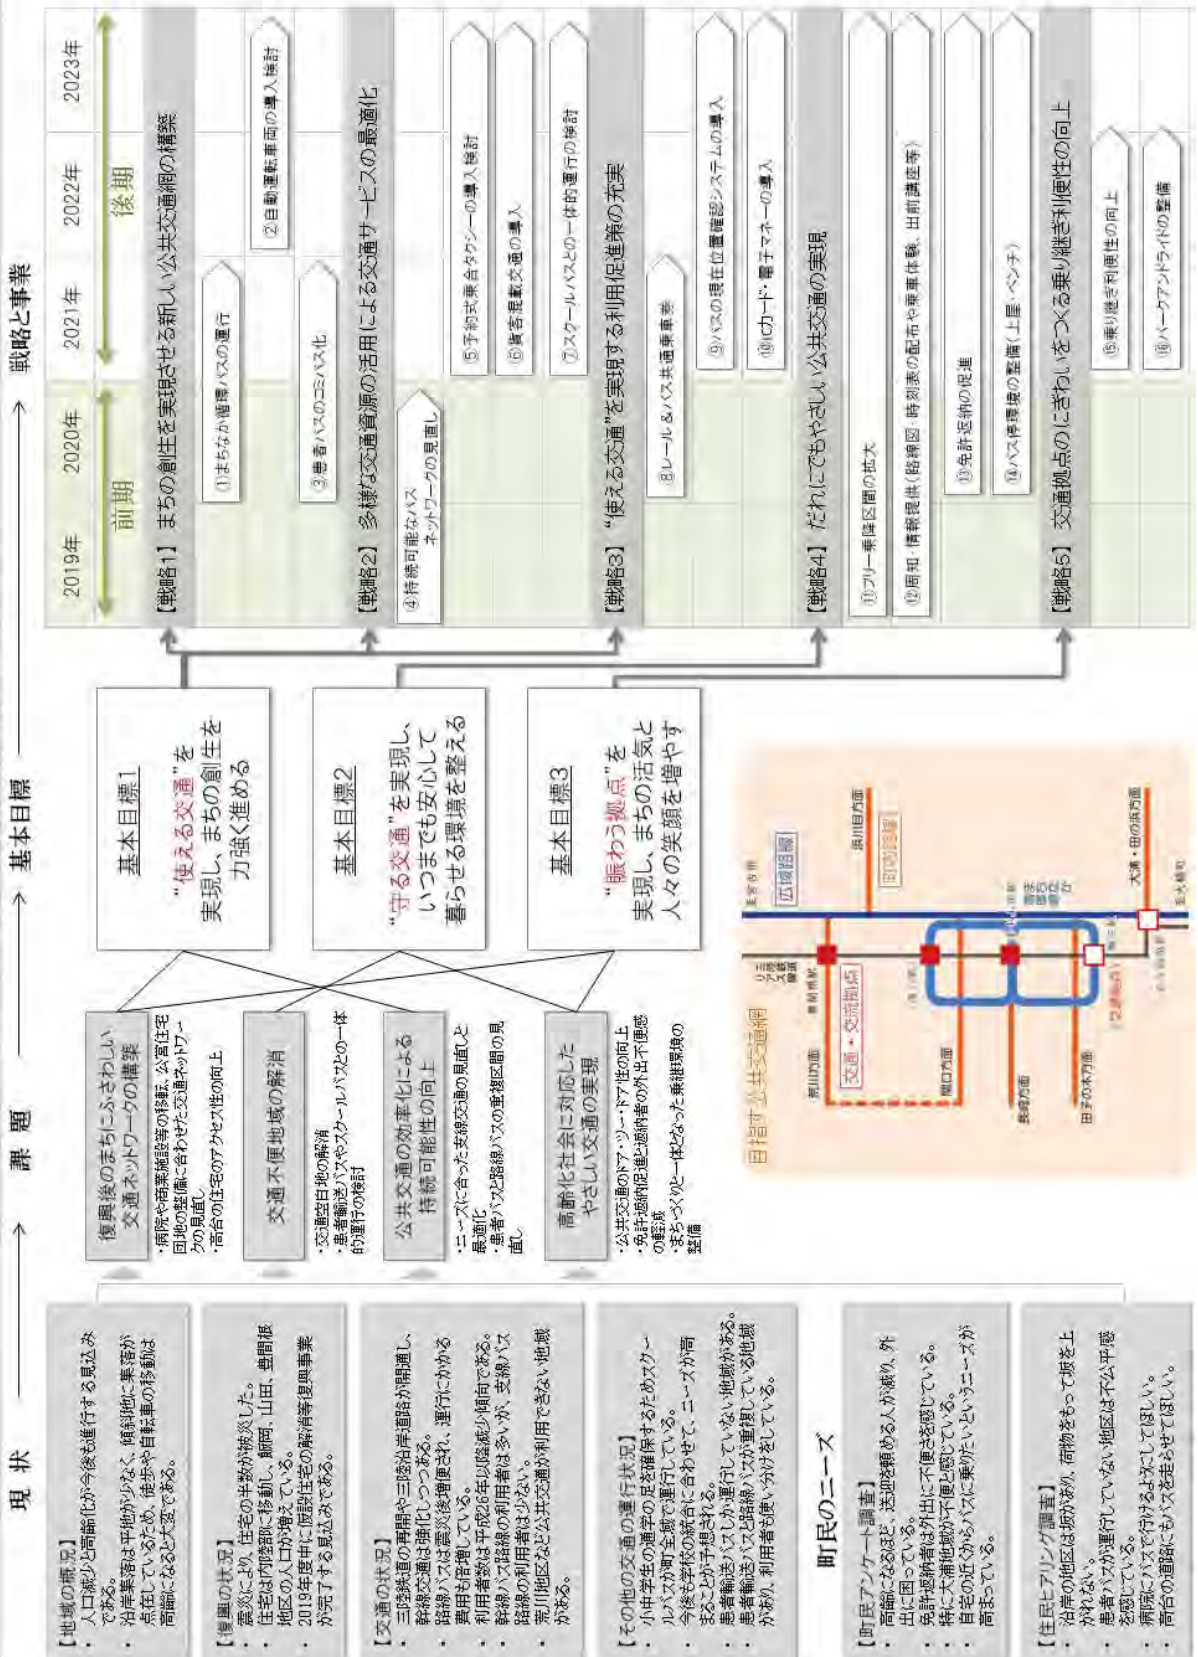 現 状
課 題
基本目標
戦略と事業
【地域の概況】
・人口減少と高齢化が今後も進行する見込み
である。
・沿岸集落は平地が少なく、傾斜地に集落が
点在しているため、徒歩や自転車の移動は
高齢になると大変である。
【復興の状況】
・震災により、住宅の半数が被災した。
・住宅は内陸部に移動し、飯岡、山田、豊間根
地区の人口が増えている。
・2019年度中に仮設住宅の解消等復興事業
が完了する見込みである。
【交通の状況】
・三陸鉄道の再開や三陸沿岸道路が開通し、
幹線交通は強化しつつある。
・路線バスは震災後増便され、運行にかかる
費用も倍増している。
・利用者数は平成26年以降減少傾向である。
・幹線バス路線の利用者は多いが、支線バス
路線の利用者は少ない。
・荒川地区など公共交通が利用できない地域
がある。
【その他の交通の運行状況】
・小中学生の通学の足を確保するためスクー
ルバスが町全域で運行している。
・今後も学校の統合に合わせて、ニーズが高
まることが予想される。
・患者輸送バスしか運行していない地域がある。
・患者輸送バスと路線バスが重複している地域
があり、利用者も使い分けをしている。
町民のニーズ
【町民アンケート調査】
・高齢になるほど、送迎を頼める人が減り、外
出に困っている。
・免許返納者は外出に不便さを感じている。
・特に大浦地域が不便と感じている。
・自宅の近くからバスに乗りたいというニーズが
高まっている。
【住民ヒアリング調査】
・沿岸の地区は坂があり、荷物をもって坂を上
がれない。
・患者バスが運行していない地区は不公平感
を感じている。
・病院にバスで行けるようにしてほしい。
・高台の道路にもバスを走らせてほしい。
復興後のまちにふさわしい
交通ネットワークの構築
・病院や商業施設等の移転、公営住宅
団地の整備に合わせた交通ネットワー
クの見直し
・高台の住宅のアクセス性の向上
交通不便地域の解消
・交通空白地の解消
・患者輸送バスやスクールバスとの一体
的運行の検討
公共交通の効率化による
持続可能性の向上
・ニーズに合った支線交通の見直しと
最適化
・患者バスと路線バスの重複区間の見
直し
高齢化社会に対応した
やさしい交通の実現
・公共交通のドア・ツー・ドア性の向上
・免許返納促進と返納者の外出不便感
の軽減
・まちづくりと一体となった乗継環境の
整備
基本目標1
“使える交通”を
実現し、まちの創生を
力強く進める
基本目標2
“守る交通”を実現し、
いつまでも安心して
暮らせる環境を整える
基本目標3
“賑わう拠点”を
実現し、まちの活気と
人々の笑顔を増やす
目指す公共交通網
至宮古市
広域路線
町内路線
豊間根駅
荒川方面
交通・交流拠点
関口方面
長崎方面
田子の木方面
浜川目方面
大浦・田の浜方面
至大槌町
2019年
2020年
2021年
2022年
2023年
前期
後期
【戦略1】 まちの創生を実現させる新しい公共交通網の構築
①まちなか循環バスの運行
②自動運転車両の導入検討
③患者バスのコミバス化
【戦略2】 多様な交通資源の活用による交通サービスの最適化
④持続可能なバス
ネットワークの見直し
⑤予約式乗合タクシーの導入検討
⑥貨客混載交通の導入
⑦スクールバスとの一体的運行の検討
【戦略3】 “使える交通”を実現する利用促進策の充実
⑧レール＆バス共通乗車券
⑨バスの現在位置確認システムの導入
⑩ICカード・電子マネーの導入
【戦略4】 だれにでもやさしい公共交通の実現
⑪フリー乗降区間の拡大
⑫周知・情報提供（路線図・時刻表の配布や乗車体験、出前講座等）
⑬免許返納の促進
⑭バス停環境の整備（上屋・ベンチ）
【戦略5】 交通拠点のにぎわいをつくる乗り継ぎ利便性の向上
⑮乗り継ぎ利便性の向上
⑯パークアンドライドの整備